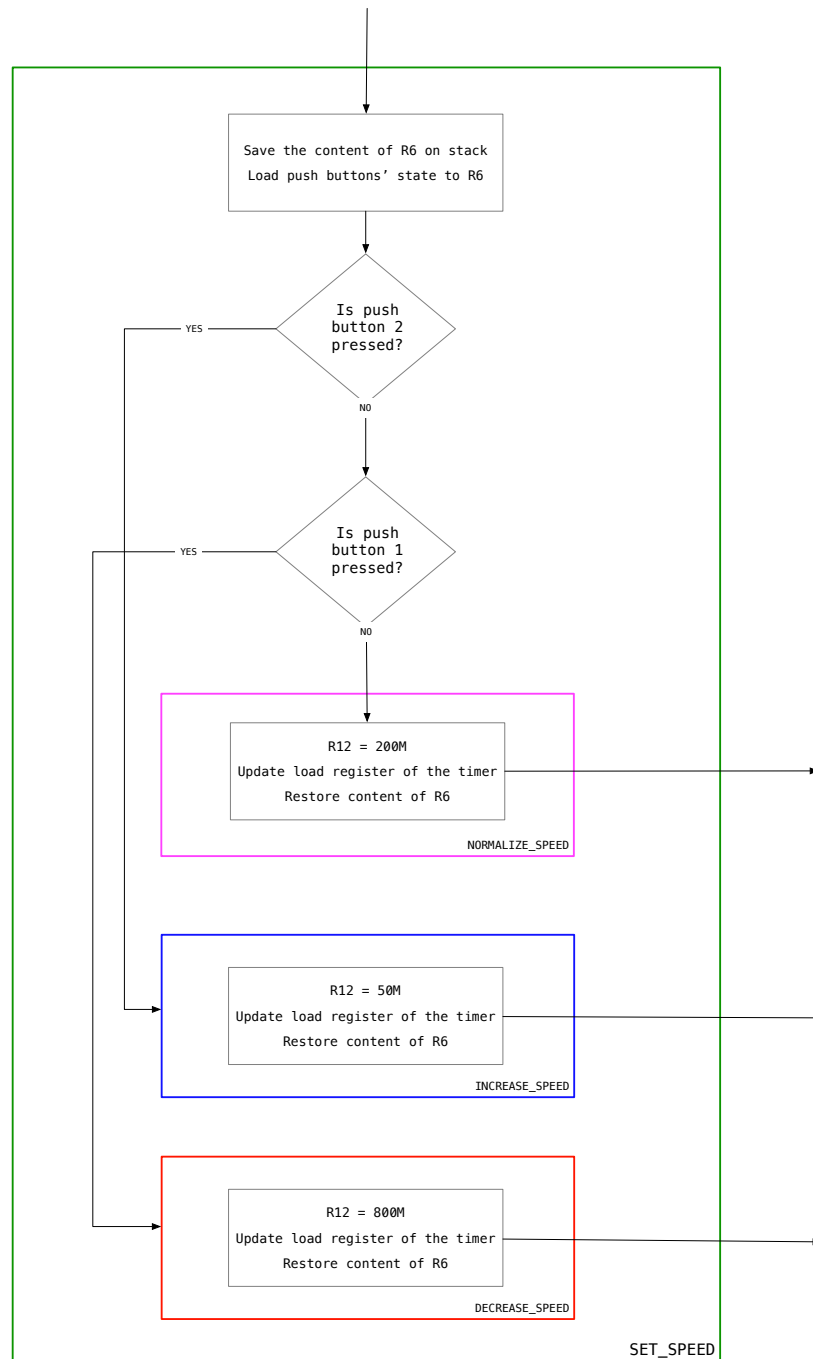 Save the content of R6 on stack
Load push buttons’ state to R6
Is push
button 2
pressed?
YES
NO
Is push
button 1
pressed?
YES
NO
R12 = 200M
Update load register of the timer
Restore content of R6
NORMALIZE_SPEED
R12 = 50M
Update load register of the timer
Restore content of R6
INCREASE_SPEED
R12 = 800M
Update load register of the timer
Restore content of R6
DECREASE_SPEED
SET_SPEED